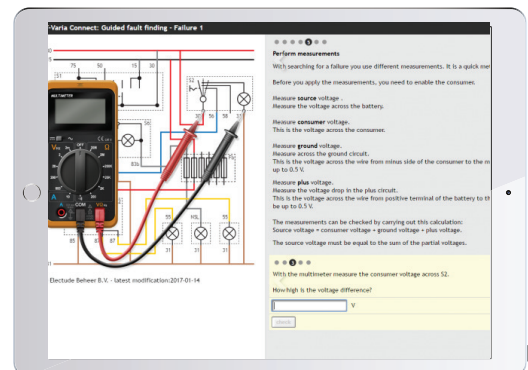 -Varia Connect: Guided fault finding - Failure 1
Perform measurements
With searching for a failure you use different measurements. It is a quick me
Before you apply the measurements, you need to enable the consumer.
Measure source voltage .
Measure the voltage across the battery.
Measure consumer voltage.
This is the voltage across the consumer.
Measure ground voltage.
Measure across the ground circuit.
This is the voltage across the wire from minus side of the consumer to the m
up to 0.5 V.
Measure plus voltage.
Measure the voltage drop in the plus circuit.
This is the voltage across the wire from positive terminal of the battery to th
be up to 0.5 V.
The measurements can be checked by carrying out this calculation:
Source voltage = consumer voltage + ground voltage + plus voltage.
The source voltage must be equal to the sum of the partial voltages.
With the multimeter measure the consumer voltage across S2.
How high is the voltage difference?
V
check
75 50 15 30
S1
S2
MULTIMETER
OFF
COM
30 56 58
S6
83b
85 87
S5 H5L S5
31 31 31
31
Electude Beheer B.V. - latest modification:2017-01-14